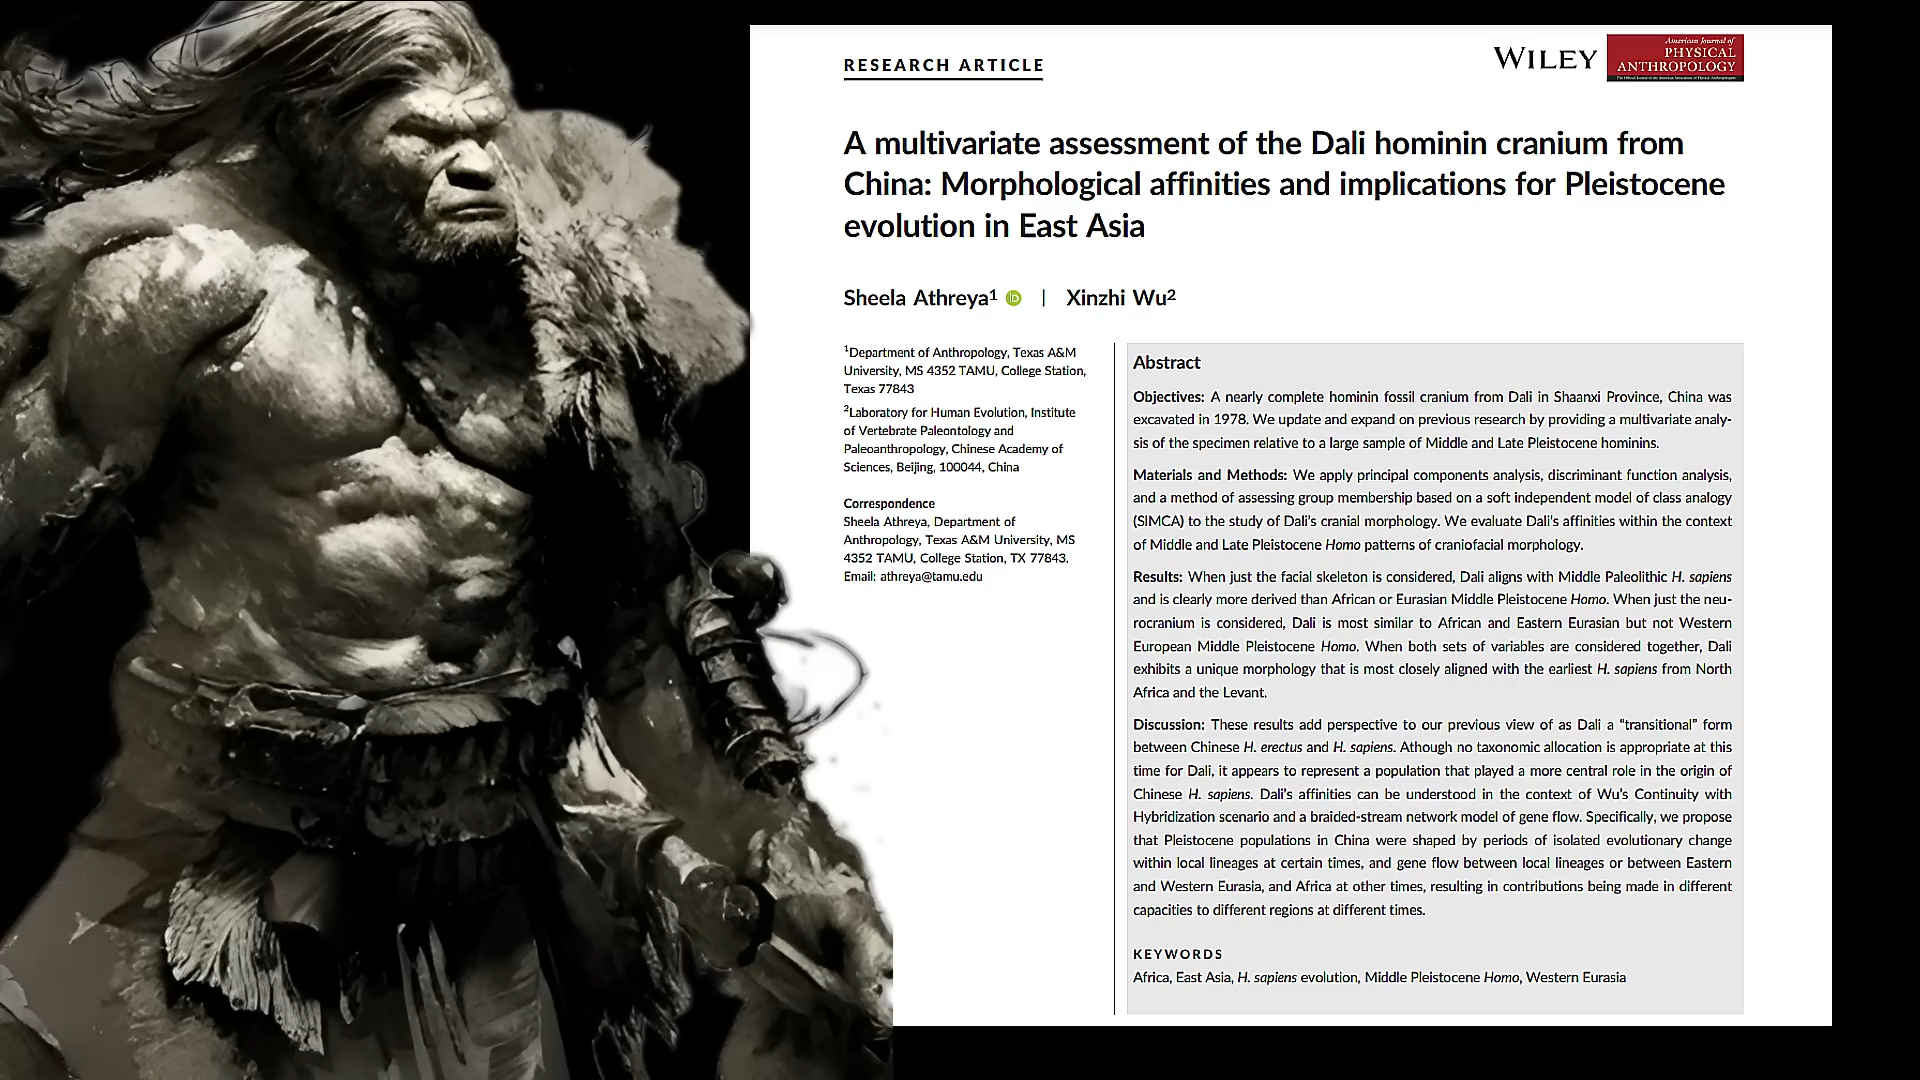 RESEARCH ARTICLE
WILEY
American Journal of
PHYSICAL
ANTHROPOLOGY
A multivariate assessment of the Dali hominin cranium from
China: Morphological affinities and implications for Pleistocene
evolution in East Asia
Sheela Athreya1 iD | Xinzhi Wu2
1Department of Anthropology, Texas A&M
University, MS 4352 TAMU, College Station,
Texas 77843
2Laboratory for Human Evolution, Institute
of Vertebrate Paleontology and
Paleoanthropology, Chinese Academy of
Sciences, Beijing, 100044, China
Correspondence
Sheela Athreya, Department of
Anthropology, Texas A&M University, MS
4352 TAMU, College Station, TX 77843.
Email: athreya@tamu.edu
Abstract
Objectives: A nearly complete hominin fossil cranium from Dali in Shaanxi Province, China was
excavated in 1978. We update and expand on previous research by providing a multivariate analy-
sis of the specimen relative to a large sample of Middle and Late Pleistocene hominins.
Materials and Methods: We apply principal components analysis, discriminant function analysis,
and a method of assessing group membership based on a soft independent model of class analogy
(SIMCA) to the study of Dali's cranial morphology. We evaluate Dali's affinities within the context
of Middle and Late Pleistocene Homo patterns of craniofacial morphology.
Results: When just the facial skeleton is considered, Dali aligns with Middle Paleolithic H. sapiens
and is clearly more derived than African or Eurasian Middle Pleistocene Homo. When just the neu-
rocranium is considered, Dali is most similar to African and Eastern Eurasian but not Western
European Middle Pleistocene Homo. When both sets of variables are considered together, Dali
exhibits a unique morphology that is most closely aligned with the earliest H. sapiens from North
Africa and the Levant.
Discussion: These results add perspective to our previous view of as Dali a "transitional" form
between Chinese H. erectus and H. sapiens. Athough no taxonomic allocation is appropriate at this
time for Dali, it appears to represent a population that played a more central role in the origin of
Chinese H. sapiens. Dali's affinities can be understood in the context of Wu's Continuity with
Hybridization scenario and a braided-stream network model of gene flow. Specifically, we propose
that Pleistocene populations in China were shaped by periods of isolated evolutionary change
within local lineages at certain times, and gene flow between local lineages or between Eastern
and Western Eurasia, and Africa at other times, resulting in contributions being made in different
capacities to different regions at different times.
KEYWORDS
Africa, East Asia, H. sapiens evolution, Middle Pleistocene Homo, Western Eurasia